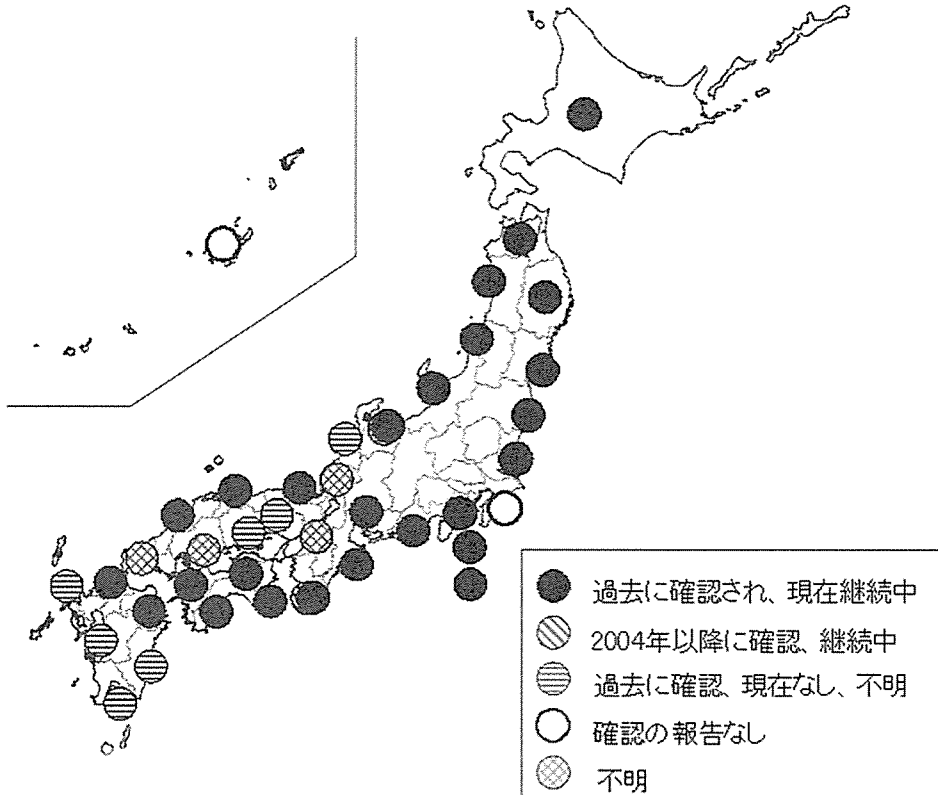 過去に確認され、現在継続中
2004年以降に確認、継続中
過去に確認、現在なし、不明
確認の報告なし
不明